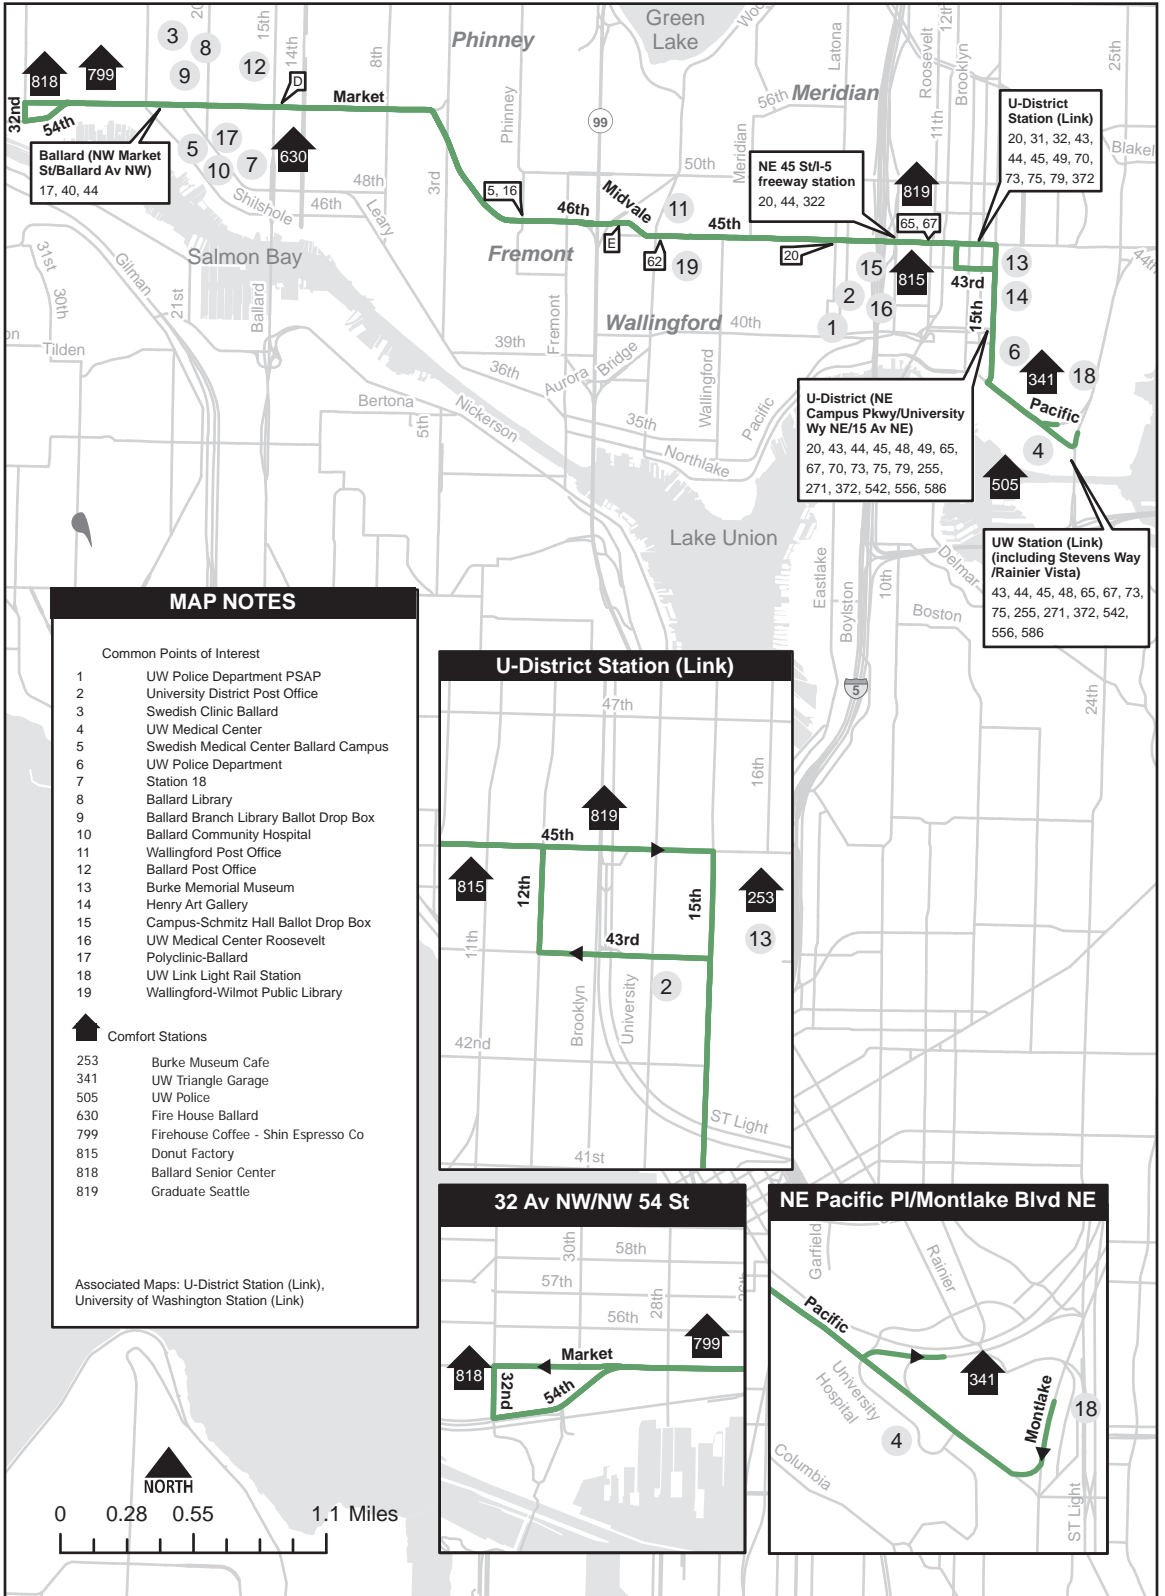 Green
Lake
Phinney
Meridian
3
8
9
12
20
15th
14th
8th
Phinney
99
Latona
Roosevelt
12th
Brooklyn
11th
25th
56th
50th
Meridian
818
799
D
Market
32nd
54th
Ballard (NW Market
St/Ballard Av NW)
17, 40, 44
5
17
10
7
630
48th
46th
Shilshole
Leary
3rd
5, 16
46th
Midvale
11
45th
E
62
19
20
NE 45 St/I-5
freeway station
20, 44, 322
819
65, 67
U-District
Station (Link)
20, 31, 32, 43,
44, 45, 49, 70,
73, 75, 79, 372
Blakel
44th
Fremont
Salmon Bay
31st
30th
Gilman
21st
Ballard
Tilden
on
15
815
2
16
1
43rd
13
14
15th
Wallingford
40th
39th
36th
Fremont
Aurora
Bridge
Wallingford
Pacific
35th
Northlake
Nickerson
Bertona
5th
6
341
18
Pacific
4
505
U-District (NE
Campus Pkwy/University
Wy NE/15 Av NE)
20, 43, 44, 45, 48, 49, 65,
67, 70, 73, 75, 79, 255,
271, 372, 542, 556, 586
Lake Union
UW Station (Link)
(including Stevens Way
/Rainier Vista)
43, 44, 45, 48, 65, 67, 73,
75, 255, 271, 372, 542,
556, 586
Eastlake
Boylston
10th
Delmar
Boston
24th
5
MAP NOTES
Common Points of Interest
1 UW Police Department PSAP
2 University District Post Office
3 Swedish Clinic Ballard
4 UW Medical Center
5 Swedish Medical Center Ballard Campus
6 UW Police Department
7 Station 18
8 Ballard Library
9 Ballard Branch Library Ballot Drop Box
10 Ballard Community Hospital
11 Wallingford Post Office
12 Ballard Post Office
13 Burke Memorial Museum
14 Henry Art Gallery
15 Campus-Schmitz Hall Ballot Drop Box
16 UW Medical Center Roosevelt
17 Polyclinic-Ballard
18 UW Link Light Rail Station
19 Wallingford-Wilmot Public Library
Comfort Stations
253 Burke Museum Cafe
341 UW Triangle Garage
505 UW Police
630 Fire House Ballard
799 Firehouse Coffee - Shin Espresso Co
815 Donut Factory
818 Ballard Senior Center
819 Graduate Seattle
Associated Maps: U-District Station (Link),
University of Washington Station (Link)
U-District Station (Link)
47th
16th
819
45th
815
12th
15th
253
11th
43rd
13
2
Brooklyn
University
42nd
ST Light
41st
32 Av NW/NW 54 St
30th
58th
57th
28th
56th
799
Market
818
32nd
54th
NE Pacific Pl/Montlake Blvd NE
Garfield
Rainier
Pacific
341
University
Hospital
4
Montlake
18
Columbia
ST Light
NORTH
0 0.28 0.55 1.1 Miles